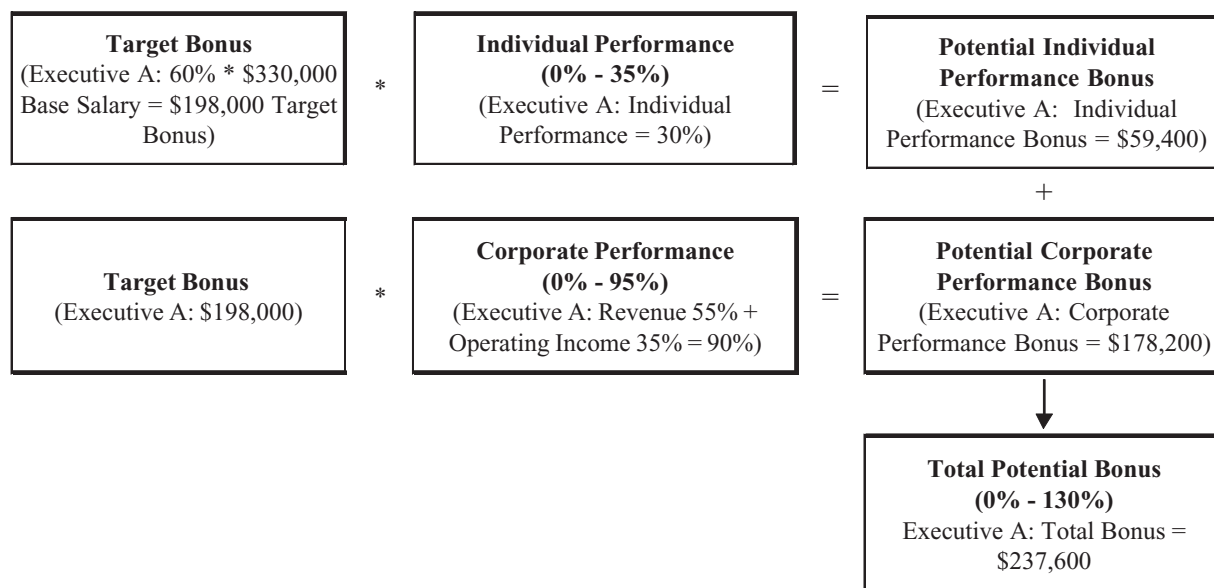 Target Bonus
(Executive A: 60% * $330,000
Base Salary = $198,000 Target
Bonus)
*
Individual Performance
(0% - 35%)
(Executive A: Individual
Performance = 30%)
=
Potential Individual
Performance Bonus
(Executive A: Individual
Performance Bonus = $59,400)
+
Target Bonus
(Executive A: $198,000)
*
Corporate Performance
(0% - 95%)
(Executive A: Revenue 55% +
Operating Income 35% = 90%)
=
Potential Corporate
Performance Bonus
(Executive A: Corporate
Performance Bonus = $178,200)
Total Potential Bonus
(0% - 130%)
Executive A: Total Bonus =
$237,600